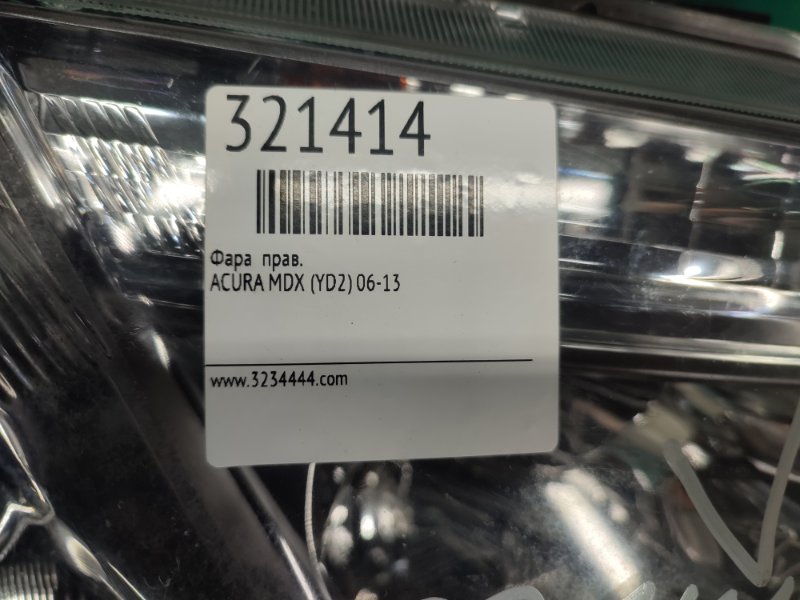 321414
Фара прав.
ACURA MDX (YD2) 06-13
www.3234444.com